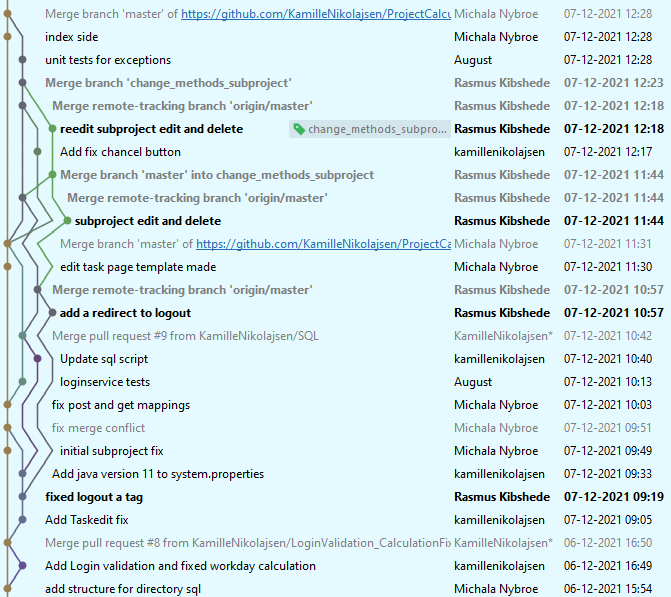 Merge branch 'master' of https://github.com/KamilleNikolajsen/ProjectCalcu Michala Nybroe 07-12-2021 12:28
index side Michala Nybroe 07-12-2021 12:28
unit tests for exceptions August 07-12-2021 12:28
Merge branch 'change_methods_subproject' Rasmus Kibshede 07-12-2021 12:23
Merge remote-tracking branch 'origin/master' Rasmus Kibshede 07-12-2021 12:18
reedit subproject edit and delete change_methods_subpro... Rasmus Kibshede 07-12-2021 12:18
Add fix chancel button kamillenikolajsen 07-12-2021 12:17
Merge branch 'master' into change_methods_subproject Rasmus Kibshede 07-12-2021 11:44
Merge remote-tracking branch 'origin/master' Rasmus Kibshede 07-12-2021 11:44
subproject edit and delete Rasmus Kibshede 07-12-2021 11:44
Merge branch 'master' of https://github.com/KamilleNikolajsen/ProjectCa Michala Nybroe 07-12-2021 11:31
edit task page template made Michala Nybroe 07-12-2021 11:30
Merge remote-tracking branch 'origin/master' Rasmus Kibshede 07-12-2021 10:57
add a redirect to logout Rasmus Kibshede 07-12-2021 10:57
Merge pull request #9 from KamilleNikolajsen/SQL KamilleNikolajsen* 07-12-2021 10:42
Update sql script kamillenikolajsen 07-12-2021 10:40
loginservice tests August 07-12-2021 10:13
fix post and get mappings Michala Nybroe 07-12-2021 10:03
fix merge conflict Michala Nybroe 07-12-2021 09:51
initial subproject fix Michala Nybroe 07-12-2021 09:49
Add java version 11 to system.properties kamillenikolajsen 07-12-2021 09:33
fixed logout a tag Rasmus Kibshede 07-12-2021 09:19
Add Taskedit fix kamillenikolajsen 07-12-2021 09:05
Merge pull request #8 from KamilleNikolajsen/LoginValidation_CalculationFix KamilleNikolajsen* 06-12-2021 16:50
Add Login validation and fixed workday calculation kamillenikolajsen 06-12-2021 16:49
add structure for directory sql Michala Nybroe 06-12-2021 15:54